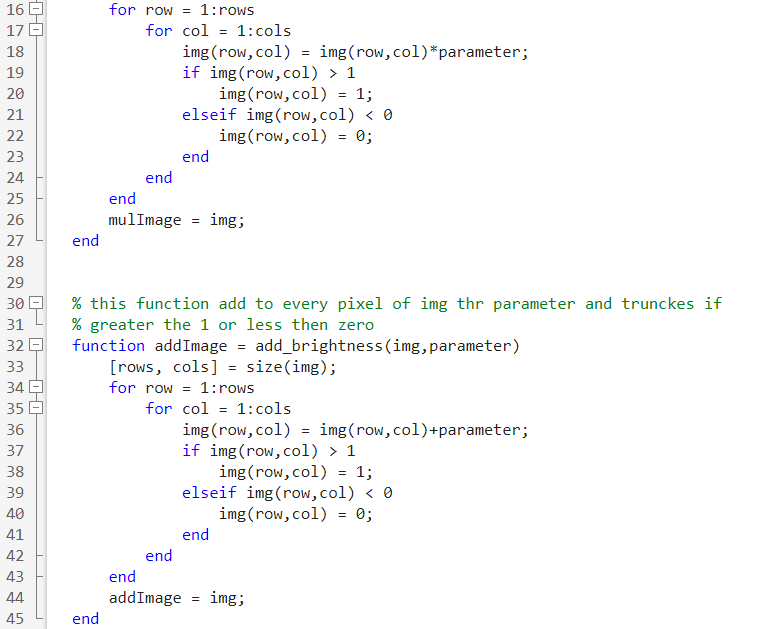 16 for row = 1:rows
17 for col = 1:cols
18 img(row,col) = img(row,col)*parameter;
19 if img(row,col) > 1
20 img(row,col) = 1;
21 elseif img(row,col) < 0
22 img(row,col) = 0;
23 end
24 end
25 end
26 mulImage = img;
27 end
28
29
30 % this function add to every pixel of img thr parameter and trunckes if
31 % greater the 1 or less then zero
32 function addImage = add_brightness(img,parameter)
33 [rows, cols] = size(img);
34 for row = 1:rows
35 for col = 1:cols
36 img(row,col) = img(row,col)+parameter;
37 if img(row,col) > 1
38 img(row,col) = 1;
39 elseif img(row,col) < 0
40 img(row,col) = 0;
41 end
42 end
43 end
44 addImage = img;
45 end